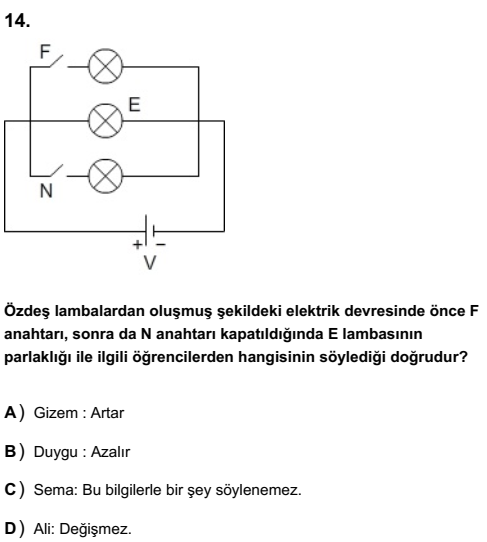 14.
F
E
N
+ −
V
Özdeş lambalardan oluşmuş şekildeki elektrik devresinde önce F
anahtarı, sonra da N anahtarı kapatıldığında E lambasının
parlaklığı ile ilgili öğrencilerden hangisinin söylediği doğrudur?
A) Gizem : Artar
B) Duygu : Azalır
C) Sema: Bu bilgilerle bir şey söylenemez.
D) Ali: Değişmez.